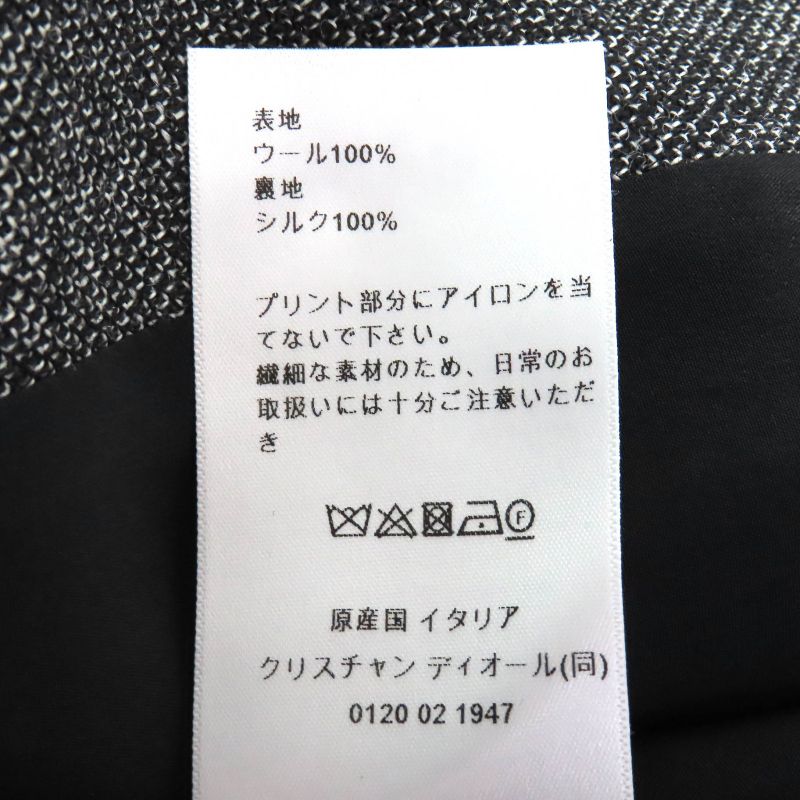 表地
ウール100%
裏地
シルク100%
プリント部分にアイロンを当
てないで下さい。
繊細な素材のため、日常のお
取扱いには十分ご注意いただ
き
F
原産国 イタリア
クリスチャン ディオール(同)
0120 02 1947